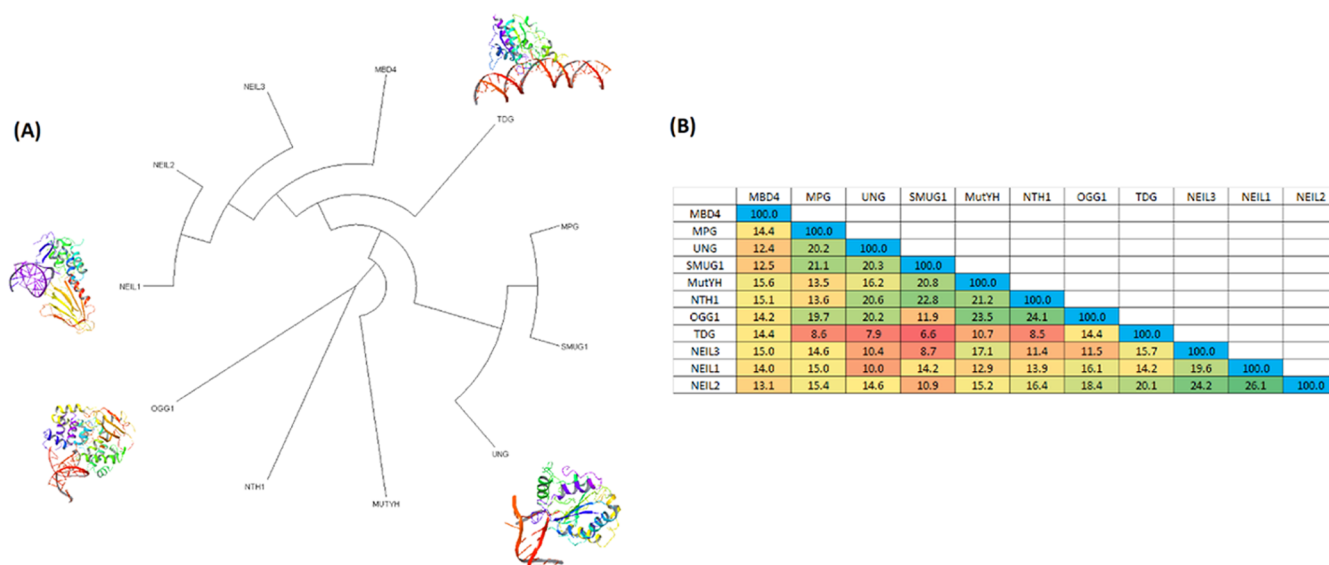 (A)
MBD4
NEIL3
TDG
NEIL2
MPG
NEIL1
SMUG1
OGG1
UNG
NTH1
MUTYH
(B)
MBD4 MPG UNG SMUG1 MutYH NTH1 OGG1 TDG NEIL3 NEIL1 NEIL2
MBD4 100.0
MPG 14.4 100.0
UNG 12.4 20.2 100.0
SMUG1 12.5 21.1 20.3 100.0
MutYH 15.6 13.5 16.2 20.8 100.0
NTH1 15.1 13.6 20.6 22.8 21.2 100.0
OGG1 14.2 19.7 20.2 11.9 23.5 24.1 100.0
TDG 14.4 8.6 7.9 6.6 10.7 8.5 14.4 100.0
NEIL3 15.0 14.6 10.4 8.7 17.1 11.4 11.5 15.7 100.0
NEIL1 14.0 15.0 10.0 14.2 12.9 13.9 16.1 14.2 19.6 100.0
NEIL2 13.1 15.4 14.6 10.9 15.2 16.4 18.4 20.1 24.2 26.1 100.0